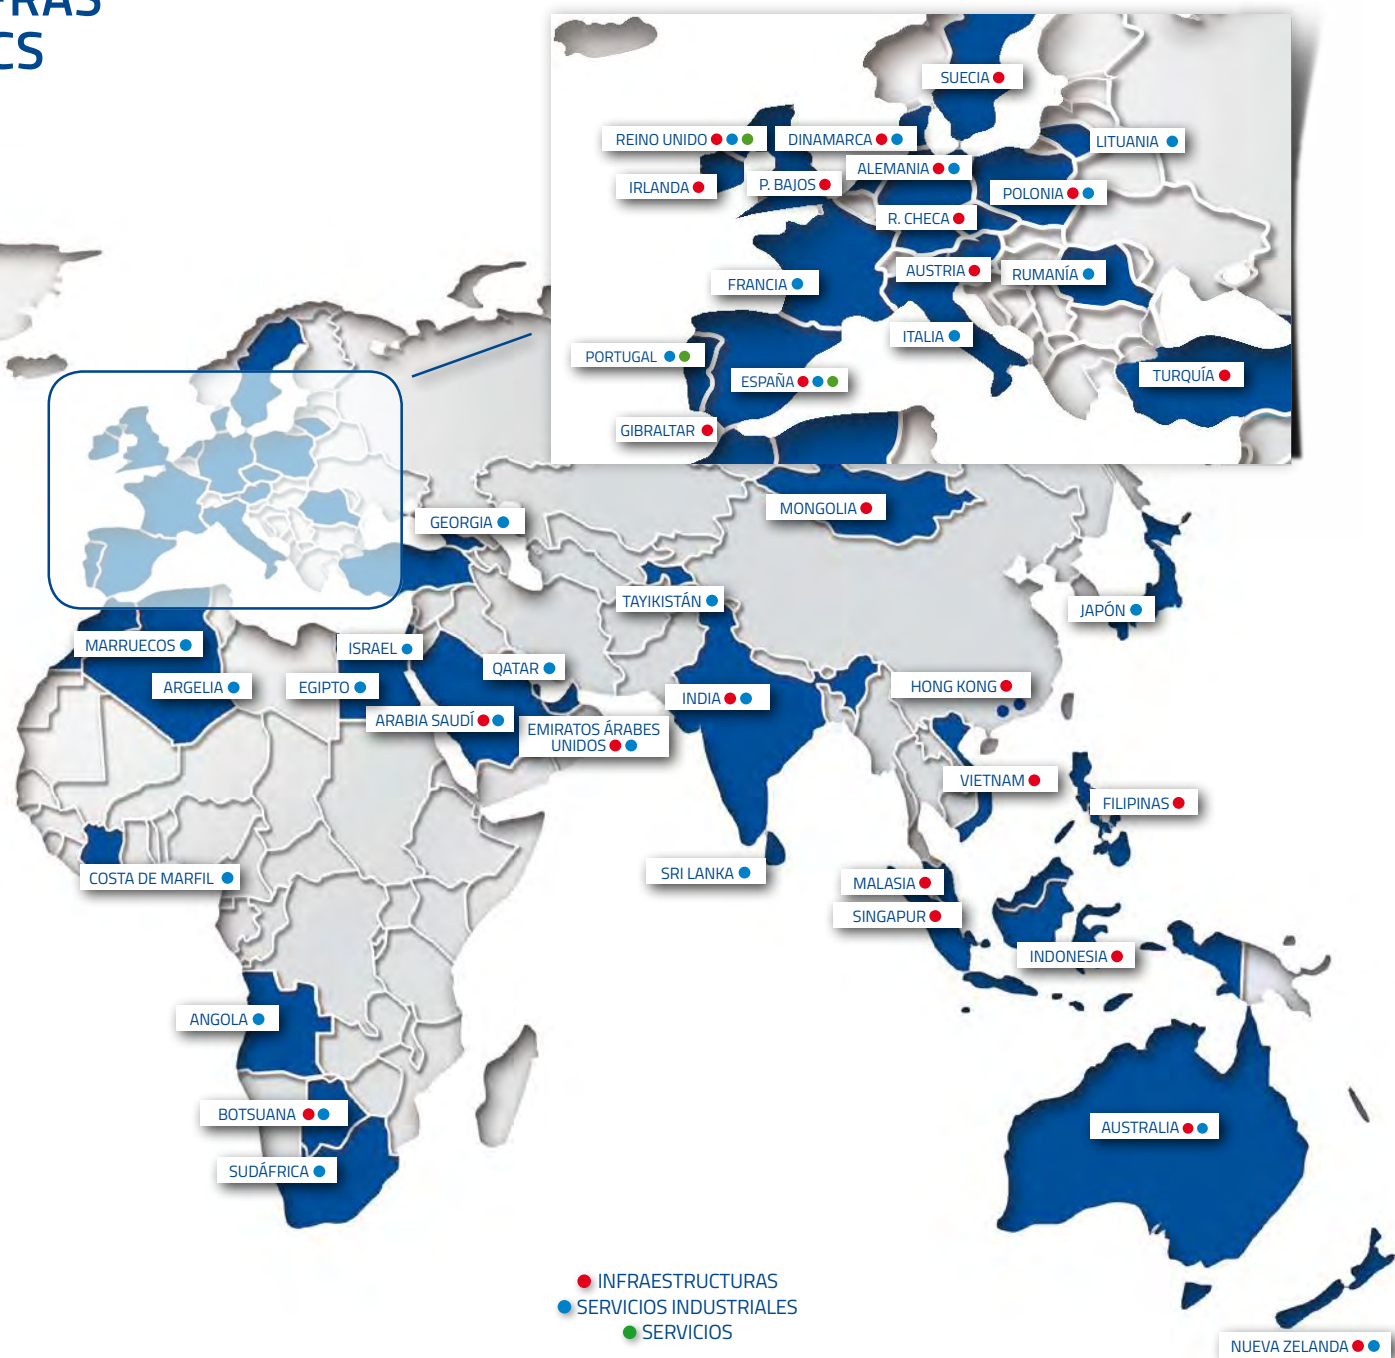 CS
SUECIA
REINO UNIDO
DINAMARCA
LITUANIA
ALEMANIA
IRLANDA
P. BAJOS
POLONIA
R. CHECA
AUSTRIA
RUMANÍA
FRANCIA
ITALIA
PORTUGAL
ESPAÑA
TURQUÍA
GIBRALTAR
MONGOLIA
GEORGIA
TAYIKISTÁN
JAPÓN
MARRUECOS
ISRAEL
QATAR
ARGELIA
EGIPTO
HONG KONG
INDIA
ARABIA SAUDÍ
EMIRATOS ÁRABES
UNIDOS
VIETNAM
FILIPINAS
COSTA DE MARFIL
SRI LANKA
MALASIA
SINGAPUR
INDONESIA
ANGOLA
BOTSUANA
AUSTRALIA
SUDÁFRICA
INFRAESTRUCTURAS
SERVICIOS INDUSTRIALES
SERVICIOS
NUEVA ZELANDA